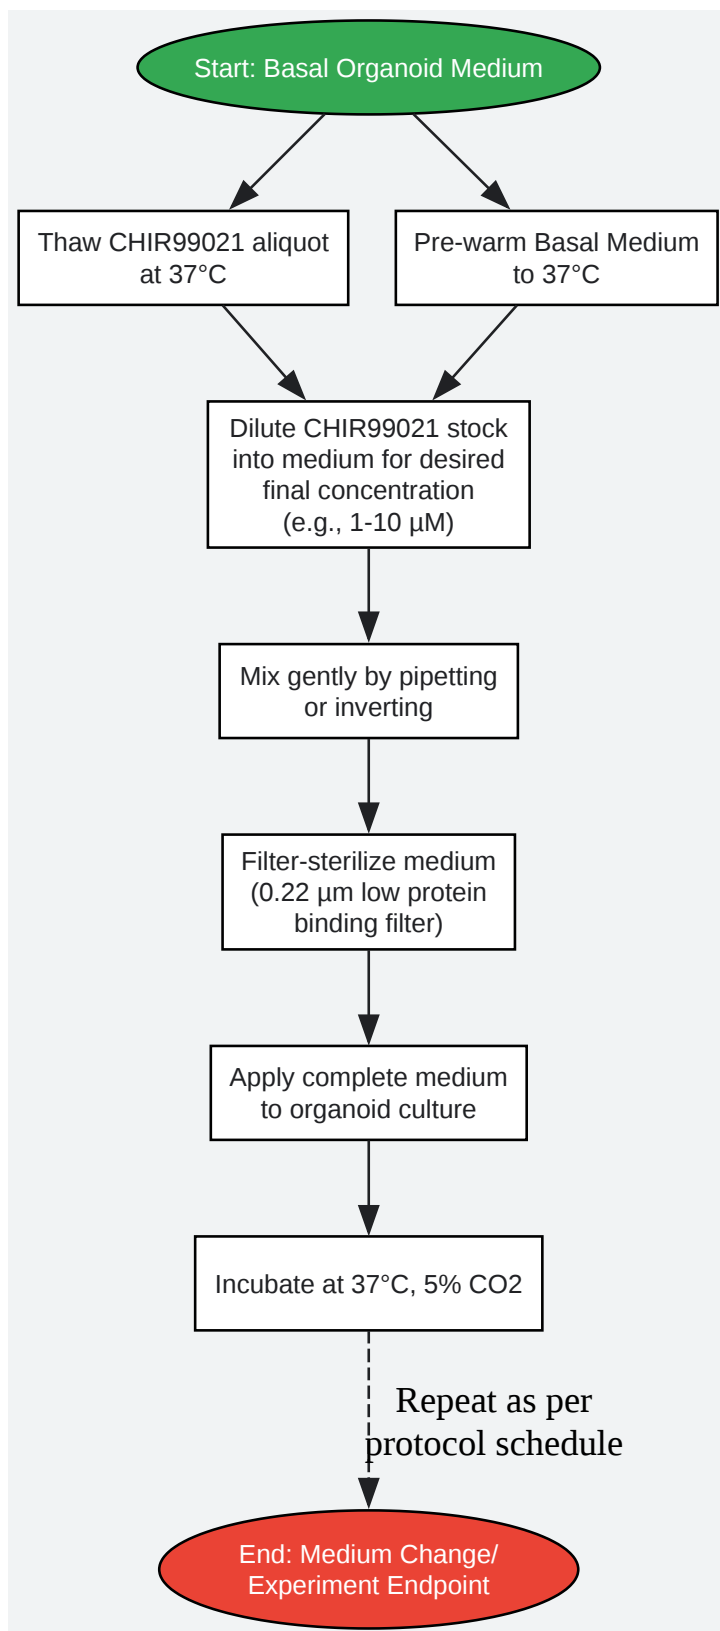 Start: Basal Organoid Medium
Thaw CHIR99021 aliquot
at 37°C
Pre-warm Basal Medium
to 37°C
Dilute CHIR99021 stock
into medium for desired
final concentration
(e.g., 1-10 µM)
Mix gently by pipetting
or inverting
Filter-sterilize medium
(0.22 µm low protein
binding filter)
Apply complete medium
to organoid culture
Incubate at 37°C, 5% CO2
Repeat as per
protocol schedule
End: Medium Change/
Experiment Endpoint